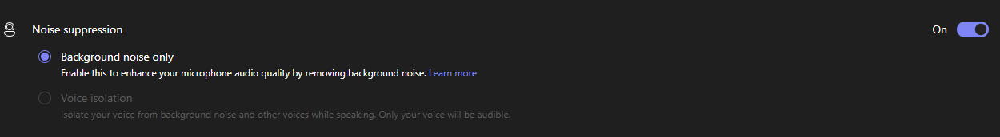 Noise suppression
On
Background noise only
Enable this to enhance your microphone audio quality by removing background noise. Learn more
Voice isolation
Isolate your voice from background noise and other voices while speaking. Only your voice will be audible.